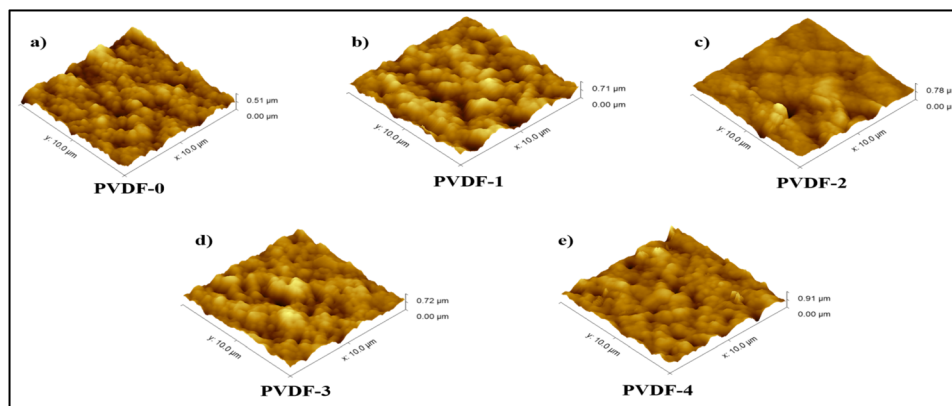 a)
0.51 µm
0.00 µm
y: 10.0 µm
x: 10.0 µm
PVDF-0
b)
0.71 µm
0.00 µm
y: 10.0 µm
x: 10.0 µm
PVDF-1
c)
0.78 µm
0.00 µm
y: 10.0 µm
x: 10.0 µm
PVDF-2
d)
0.72 µm
0.00 µm
y: 10.0 µm
x: 10.0 µm
PVDF-3
e)
0.91 µm
0.00 µm
y: 10.0 µm
x: 10.0 µm
PVDF-4